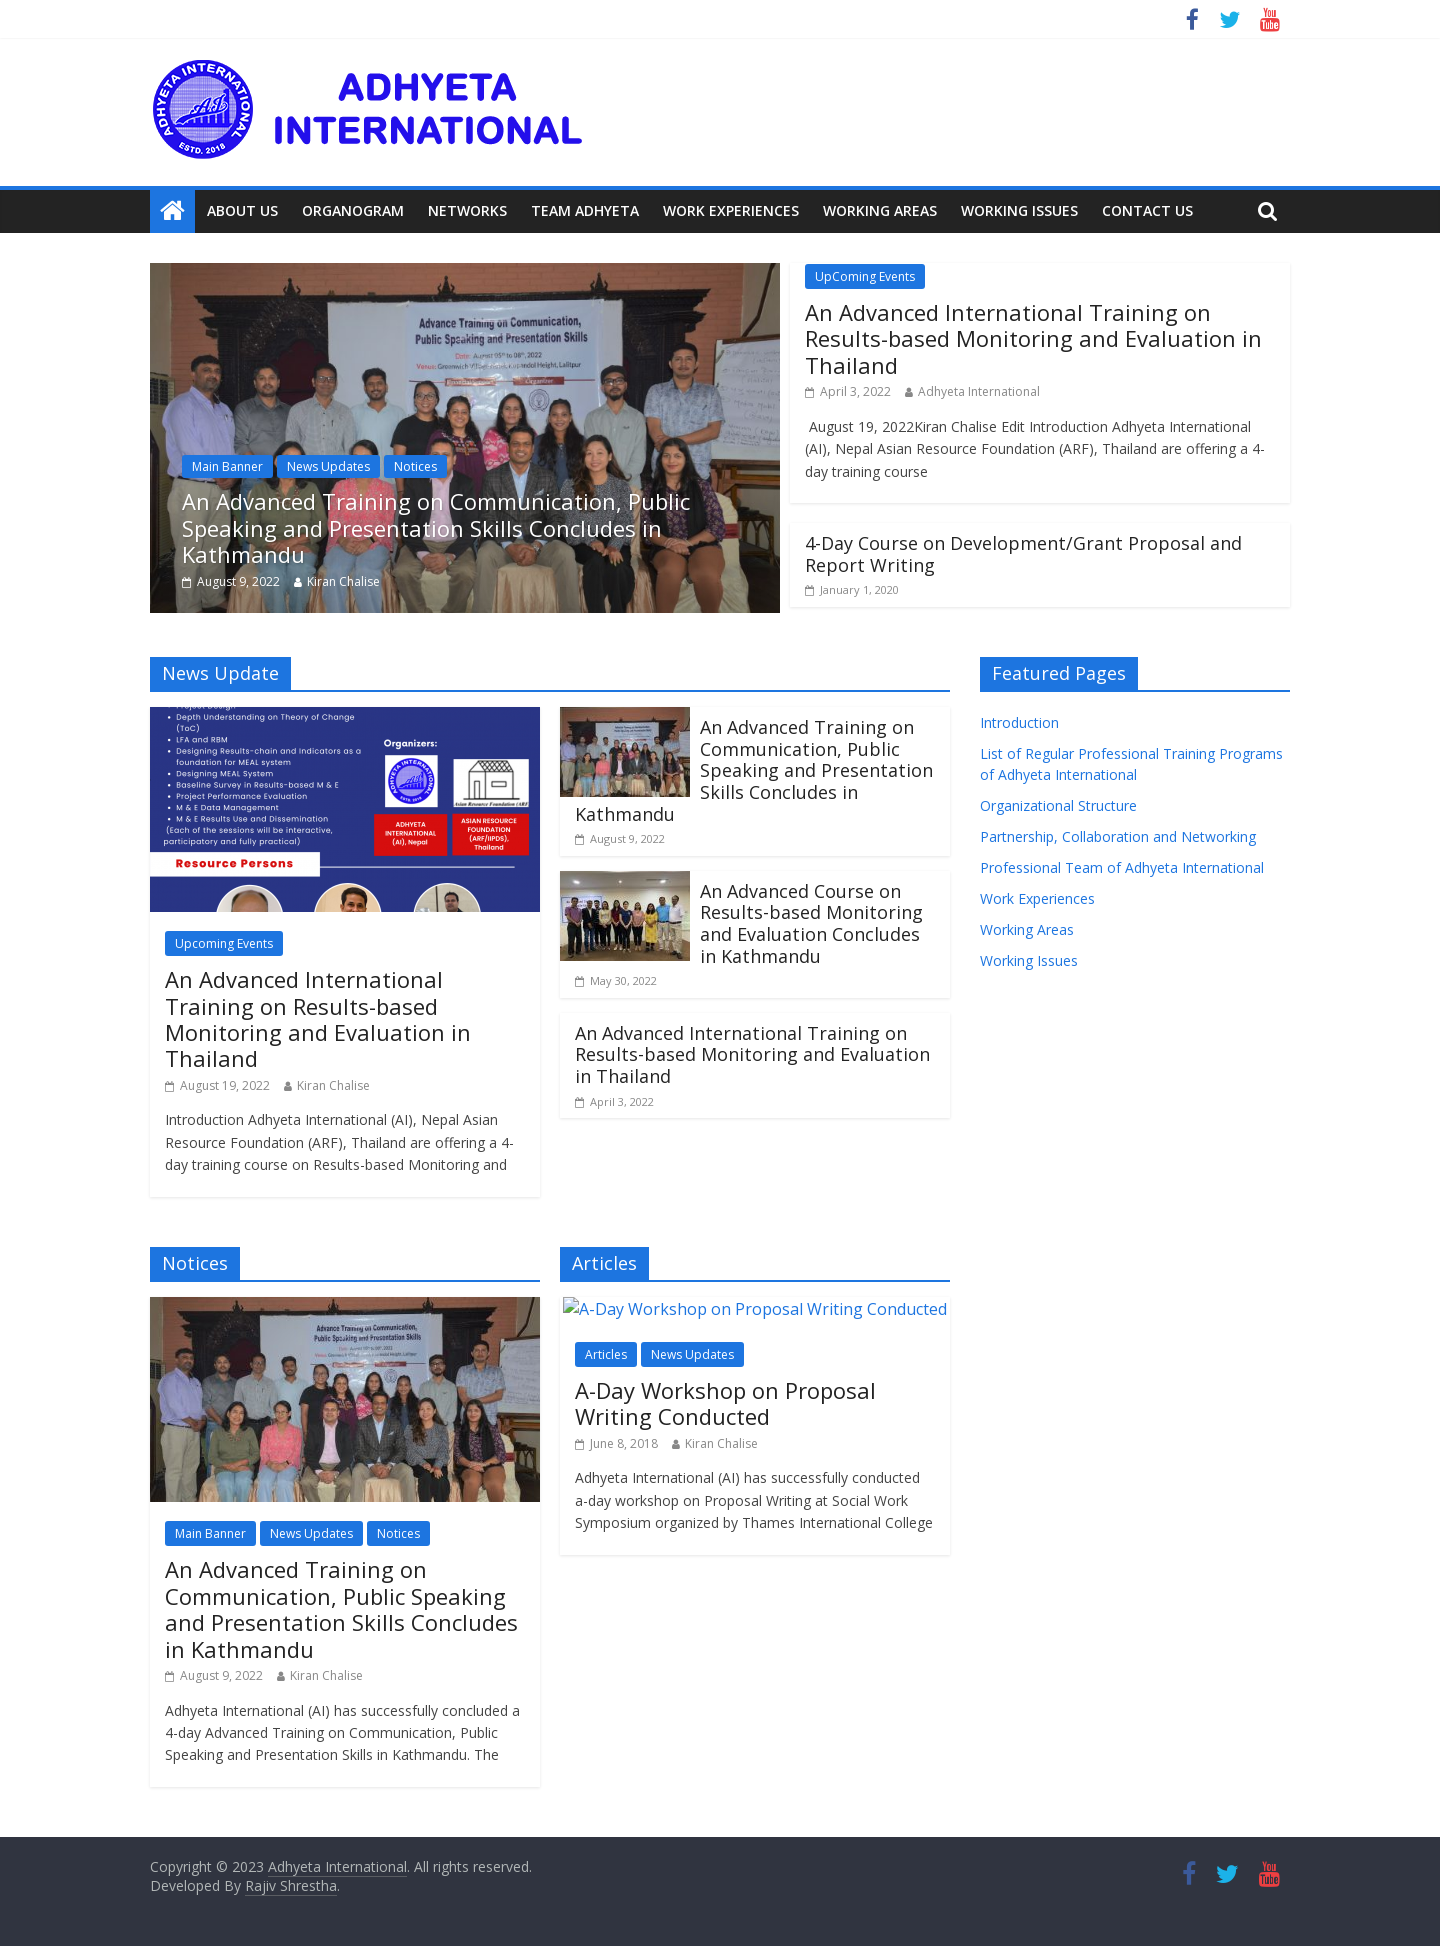 ADHYETA INTERNATIONAL
ESTD. 2018
ADHYETA
INTERNATIONAL
ABOUT US
ORGANOGRAM
NETWORKS
TEAM ADHYETA
WORK EXPERIENCES
WORKING AREAS
WORKING ISSUES
CONTACT US
Advance Training on Communication,
Public Speaking and Presentation Skills
Main Banner
News Updates
Notices
An Advanced Training on Communication, Public
Speaking and Presentation Skills Concludes in
Kathmandu
August 9, 2022 Kiran Chalise
UpComing Events
An Advanced International Training on
Results-based Monitoring and Evaluation in
Thailand
April 3, 2022 Adhyeta International
August 19, 2022Kiran Chalise Edit Introduction Adhyeta International
(AI), Nepal Asian Resource Foundation (ARF), Thailand are offering a 4-
day training course
4-Day Course on Development/Grant Proposal and
Report Writing
January 1, 2020
News Update
• Project Design
• Depth Understanding on Theory of Change
(ToC)
• LFA and RBM
• Designing Results-chain and Indicators as a
foundation for MEAL system
• Designing MEAL System
• Baseline Survey in Results-based M & E
• Project Performance Evaluation
• M & E Data Management
• M & E Results Use and Dissemination
(Each of the sessions will be interactive,
participatory and fully practical)
Organizers:
Asian Resource Foundation (ARF
ADHYETA
INTERNATIONAL
(AI), Nepal
ASIAN RESOURCE
FOUNDATION
(ARF/IIPDS),
Thailand
Resource Persons
Upcoming Events
An Advanced International
Training on Results-based
Monitoring and Evaluation in
Thailand
August 19, 2022 Kiran Chalise
Introduction Adhyeta International (AI), Nepal Asian
Resource Foundation (ARF), Thailand are offering a 4-
day training course on Results-based Monitoring and
An Advanced Training on
Communication, Public
Speaking and Presentation
Skills Concludes in
Kathmandu
August 9, 2022
An Advanced Course on
Results-based Monitoring
and Evaluation Concludes
in Kathmandu
May 30, 2022
An Advanced International Training on
Results-based Monitoring and Evaluation
in Thailand
April 3, 2022
Featured Pages
Introduction
List of Regular Professional Training Programs
of Adhyeta International
Organizational Structure
Partnership, Collaboration and Networking
Professional Team of Adhyeta International
Work Experiences
Working Areas
Working Issues
Notices
Advance Training on Communication,
Public Speaking and Presentation Skills
Main Banner
News Updates
Notices
An Advanced Training on
Communication, Public Speaking
and Presentation Skills Concludes
in Kathmandu
August 9, 2022 Kiran Chalise
Adhyeta International (AI) has successfully concluded a
4-day Advanced Training on Communication, Public
Speaking and Presentation Skills in Kathmandu. The
Articles
A-Day Workshop on Proposal Writing Conducted
Articles
News Updates
A-Day Workshop on Proposal
Writing Conducted
June 8, 2018 Kiran Chalise
Adhyeta International (AI) has successfully conducted
a-day workshop on Proposal Writing at Social Work
Symposium organized by Thames International College
Copyright © 2023 Adhyeta International. All rights reserved.
Developed By Rajiv Shrestha.